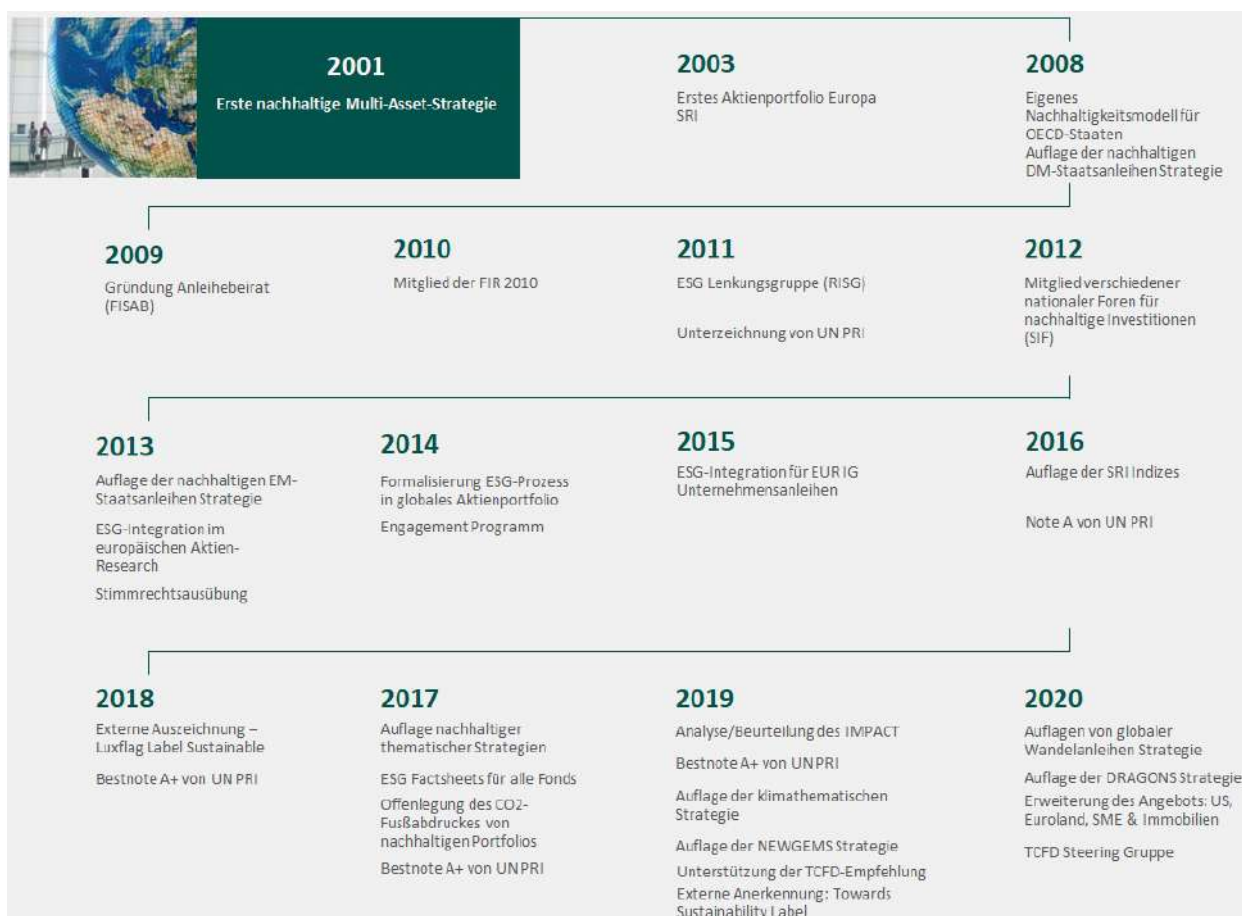 2001
Erste nachhaltige Multi-Asset-Strategie
2003
Erstes Aktienportfolio Europa
SRI
2008
Eigenes
Nachhaltigkeitsmodell für
OECD-Staaten
Auflage der nachhaltigen
DM-Staatsanleihen Strategie
2009
Gründung Anleihebeirat
(FISAB)
2010
Mitglied der FIR 2010
2011
ESG Lenkungsgruppe (RISG)
Unterzeichnung von UN PRI
2012
Mitglied verschiedener
nationaler Foren für
nachhaltige Investitionen
(SIF)
2013
Auflage der nachhaltigen EM-
Staatsanleihen Strategie
ESG-Integration im
europäischen Aktien-
Research
Stimmrechtsausübung
2014
Formalisierung ESG-Prozess
in globales Aktienportfolio
Engagement Programm
2015
ESG-Integration für EUR IG
Unternehmensanleihen
2016
Auflage der SRI Indizes
Note A von UN PRI
2018
Externe Auszeichnung –
Luxflag Label Sustainable
Bestnote A+ von UN PRI
2017
Auflage nachhaltiger
thematischer Strategien
ESG Factsheets für alle Fonds
Offenlegung des CO2-
Fußabdruckes von
nachhaltigen Portfolios
Bestnote A+ von UN PRI
2019
Analyse/Beurteilung des IMPACT
Bestnote A+ von UN PRI
Auflage der klimathematischen
Strategie
Auflage der NEWGEMS Strategie
Unterstützung der TCFD-Empfehlung
Externe Anerkennung: Towards
Sustainability Label
2020
Auflagen von globaler
Wandelanleihen Strategie
Auflage der DRAGONS Strategie
Erweiterung des Angebots: US,
Euroland, SME & Immobilien
TCFD Steering Gruppe